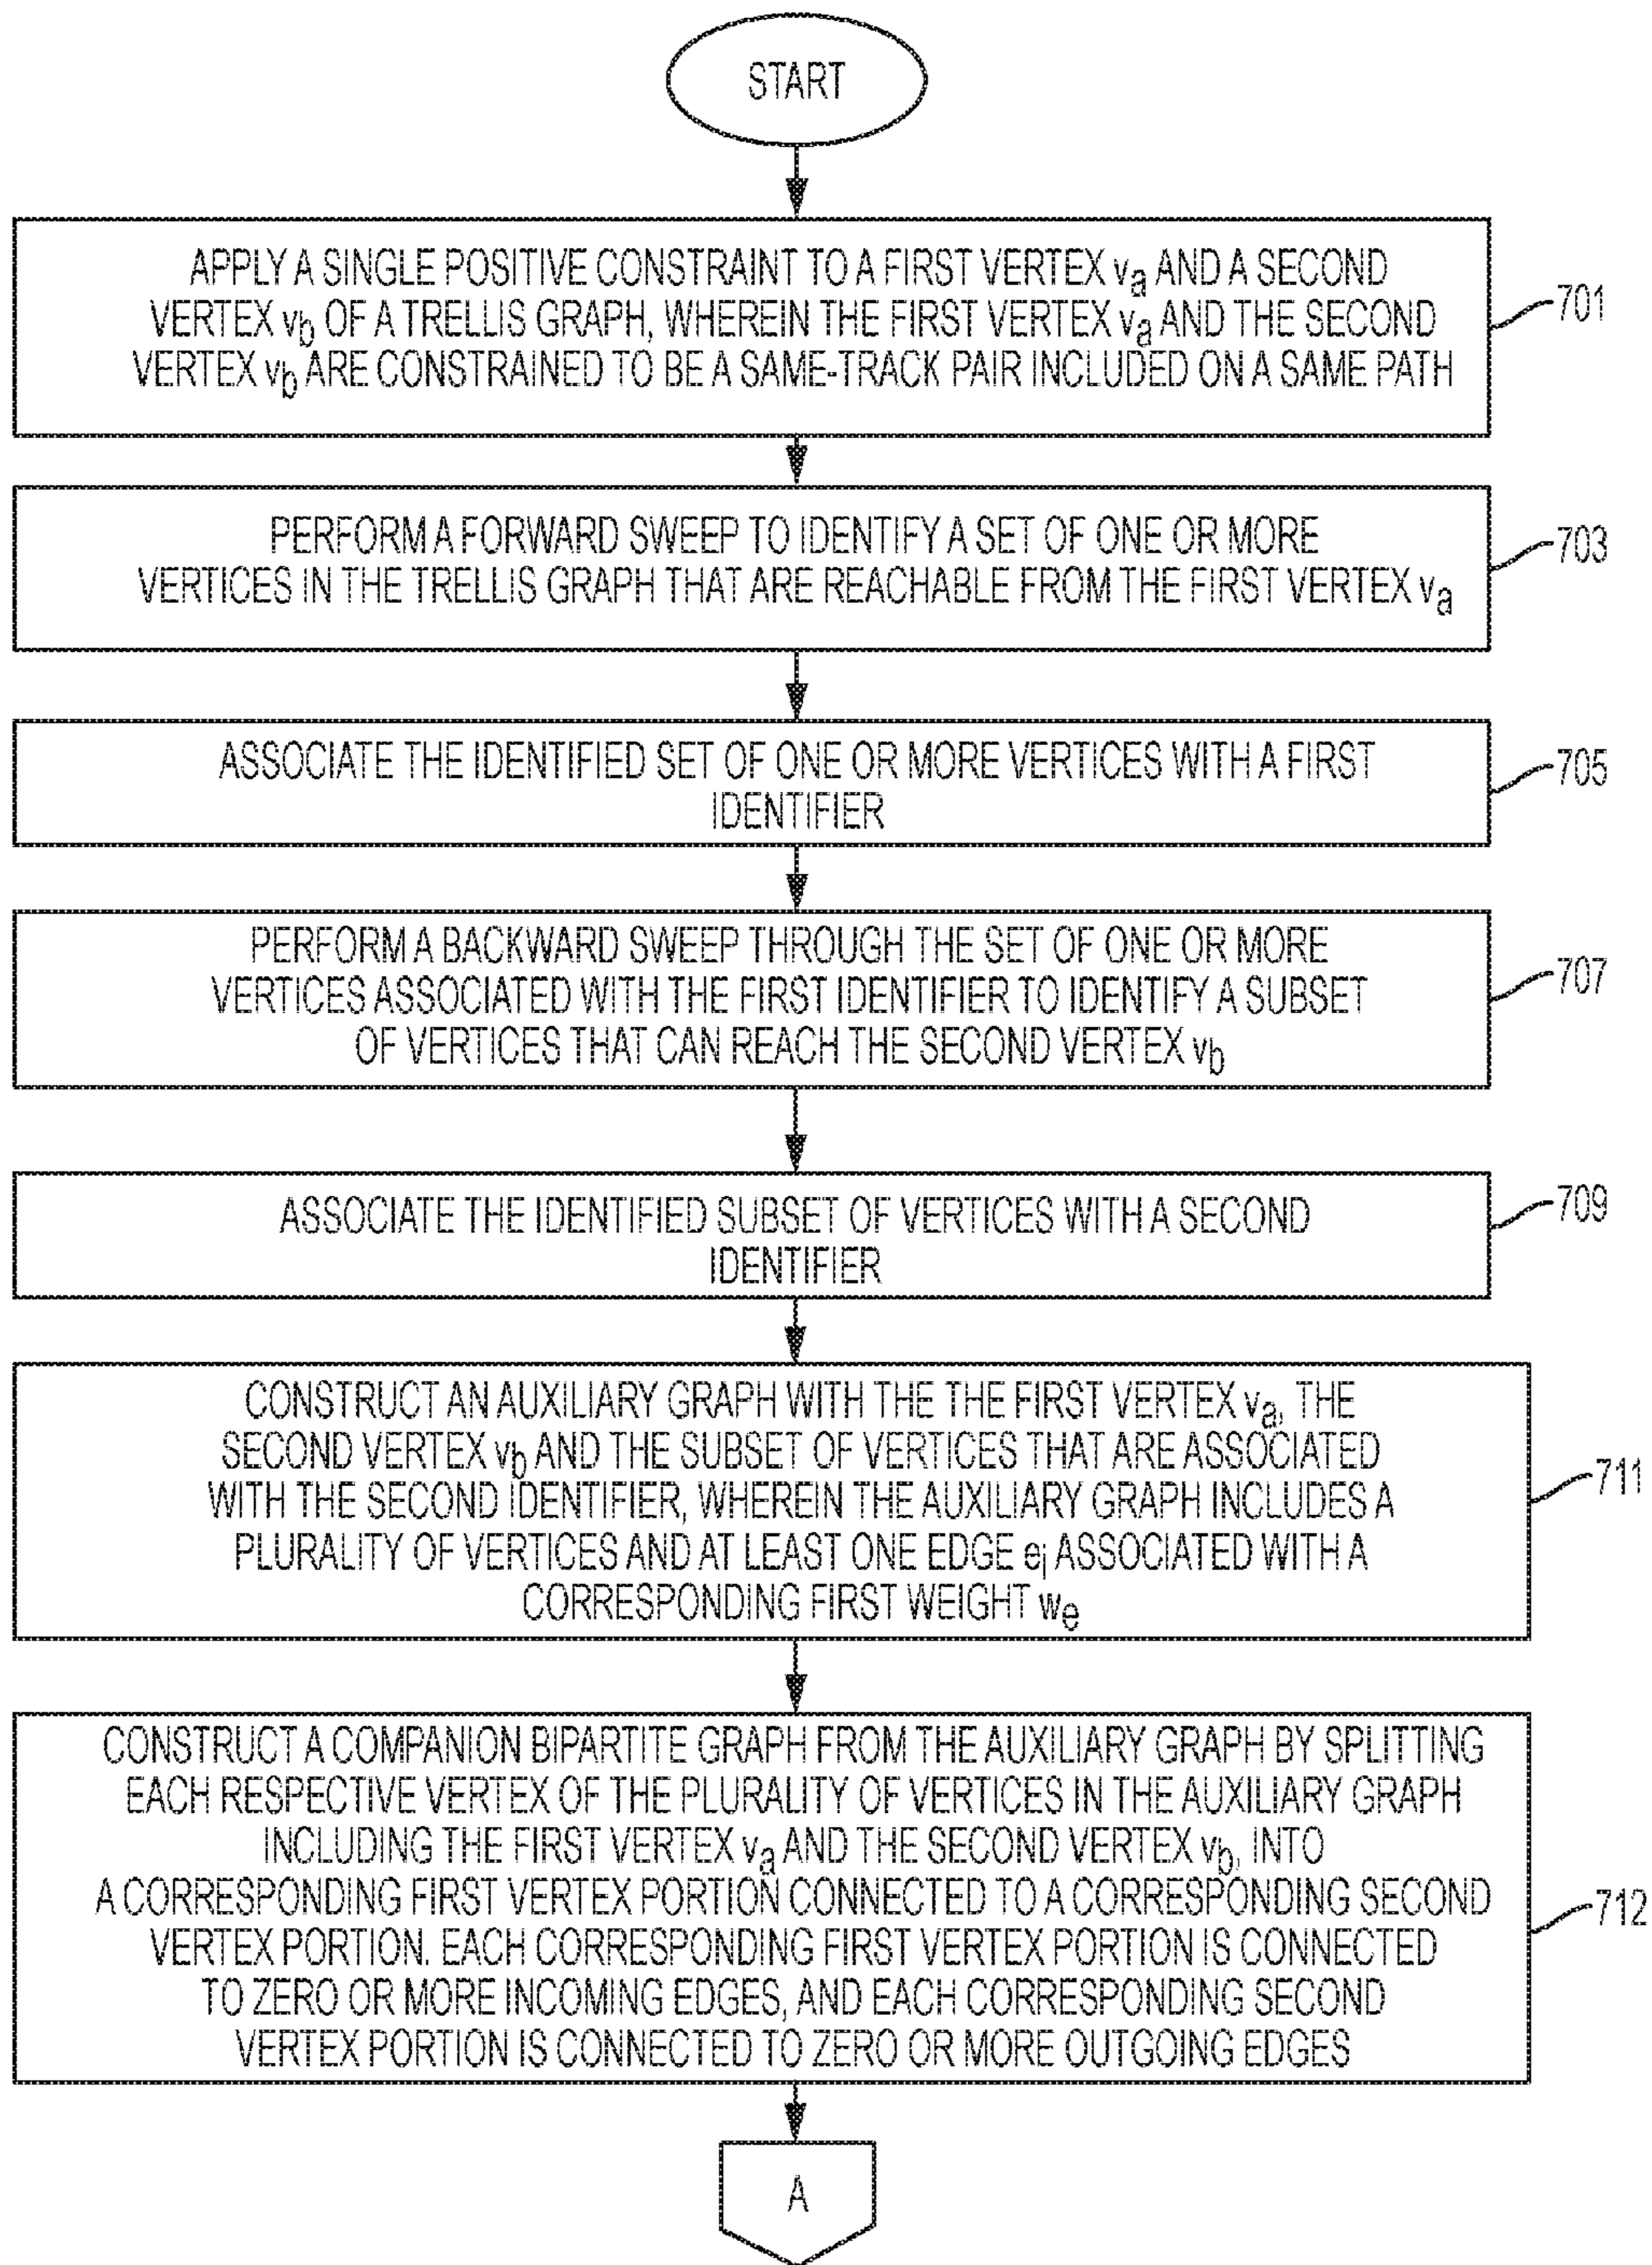 START
APPLY A SINGLE POSITIVE CONSTRAINT TO A FIRST VERTEX va AND A SECOND
VERTEX vb OF A TRELLIS GRAPH, WHEREIN THE FIRST VERTEX va AND THE SECOND
VERTEX vb ARE CONSTRAINED TO BE A SAME-TRACK PAIR INCLUDED ON A SAME PATH
701
PERFORM A FORWARD SWEEP TO IDENTIFY A SET OF ONE OR MORE
VERTICES IN THE TRELLIS GRAPH THAT ARE REACHABLE FROM THE FIRST VERTEX va
703
ASSOCIATE THE IDENTIFIED SET OF ONE OR MORE VERTICES WITH A FIRST
IDENTIFIER
705
PERFORM A BACKWARD SWEEP THROUGH THE SET OF ONE OR MORE
VERTICES ASSOCIATED WITH THE FIRST IDENTIFIER TO IDENTIFY A SUBSET
OF VERTICES THAT CAN REACH THE SECOND VERTEX vb
707
ASSOCIATE THE IDENTIFIED SUBSET OF VERTICES WITH A SECOND
IDENTIFIER
709
CONSTRUCT AN AUXILIARY GRAPH WITH THE THE FIRST VERTEX va, THE
SECOND VERTEX vb AND THE SUBSET OF VERTICES THAT ARE ASSOCIATED
WITH THE SECOND IDENTIFIER, WHEREIN THE AUXILIARY GRAPH INCLUDES A
PLURALITY OF VERTICES AND AT LEAST ONE EDGE ei ASSOCIATED WITH A
CORRESPONDING FIRST WEIGHT we
711
CONSTRUCT A COMPANION BIPARTITE GRAPH FROM THE AUXILIARY GRAPH BY SPLITTING
EACH RESPECTIVE VERTEX OF THE PLURALITY OF VERTICES IN THE AUXILIARY GRAPH
INCLUDING THE FIRST VERTEX va AND THE SECOND VERTEX vb, INTO
A CORRESPONDING FIRST VERTEX PORTION CONNECTED TO A CORRESPONDING SECOND
VERTEX PORTION. EACH CORRESPONDING FIRST VERTEX PORTION IS CONNECTED
TO ZERO OR MORE INCOMING EDGES, AND EACH CORRESPONDING SECOND
VERTEX PORTION IS CONNECTED TO ZERO OR MORE OUTGOING EDGES
712
A